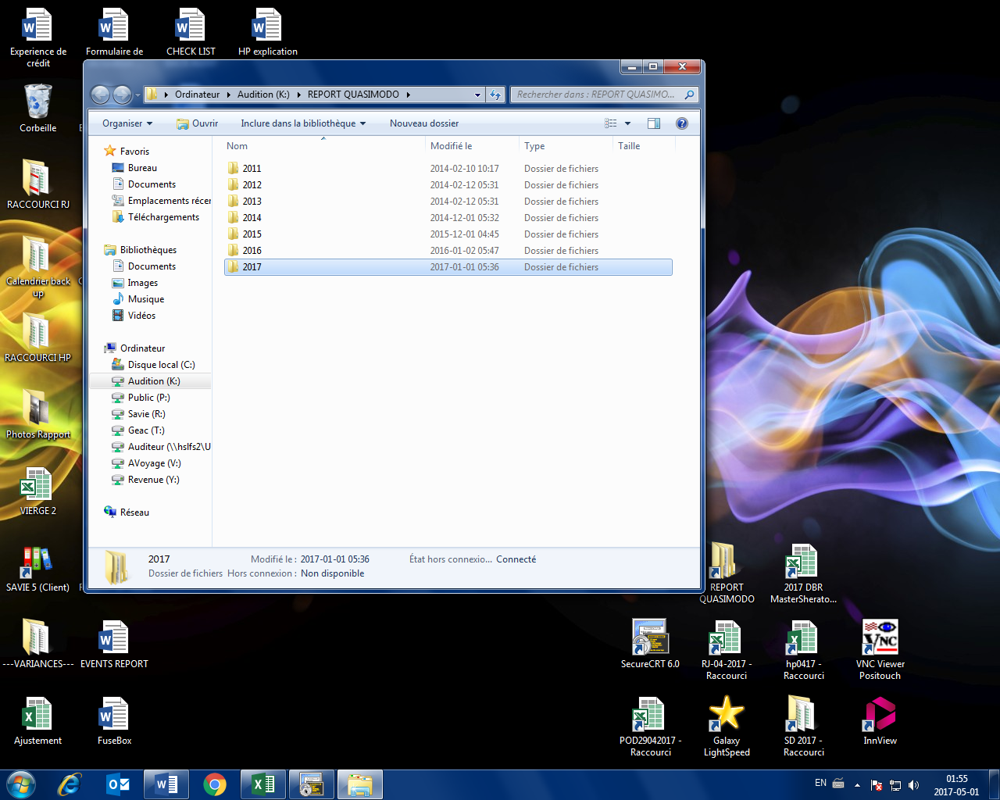 Experience de
crédit
Formulaire de
CHECK LIST
HP explication
Corbeille
RACCOURCI RJ
Calendrier back
up
RACCOURCI HP
Photos Rapport
VIERGE 2
SAVIE 5 (Client)
---VARIANCES---
EVENTS REPORT
Ajustement
FuseBox
Ordinateur
Audition (K:)
REPORT QUASIMODO
Rechercher dans : REPORT QUASIMO...
Organiser
Ouvrir
Inclure dans la bibliothèque
Nouveau dossier
Favoris
Bureau
Documents
Emplacements récer
Téléchargements
Bibliothèques
Documents
Images
Musique
Vidéos
Ordinateur
Disque local (C:)
Audition (K:)
Public (P:)
Savie (R:)
Geac (T:)
Auditeur (\\hslfs2\U
AVoyage (V:)
Revenue (Y:)
Réseau
Nom Modifié le Type Taille
2011 2014-02-10 10:17 Dossier de fichiers
2012 2014-02-12 05:31 Dossier de fichiers
2013 2014-02-12 05:31 Dossier de fichiers
2014 2014-12-01 05:32 Dossier de fichiers
2015 2015-12-01 04:45 Dossier de fichiers
2016 2016-01-02 05:47 Dossier de fichiers
2017 2017-01-01 05:36 Dossier de fichiers
2017 Modifié le : 2017-01-01 05:36 État hors connexio... Connecté
Dossier de fichiers Hors connexion : Non disponible
REPORT
QUASIMODO
2017 DBR
MasterSherato...
SecureCRT 6.0
RJ-04-2017 -
Raccourci
hp0417 -
Raccourci
VNC
VNC Viewer
Positouch
POD29042017 -
Raccourci
Galaxy
LightSpeed
SD 2017 -
Raccourci
InnView
EN
01:55
2017-05-01